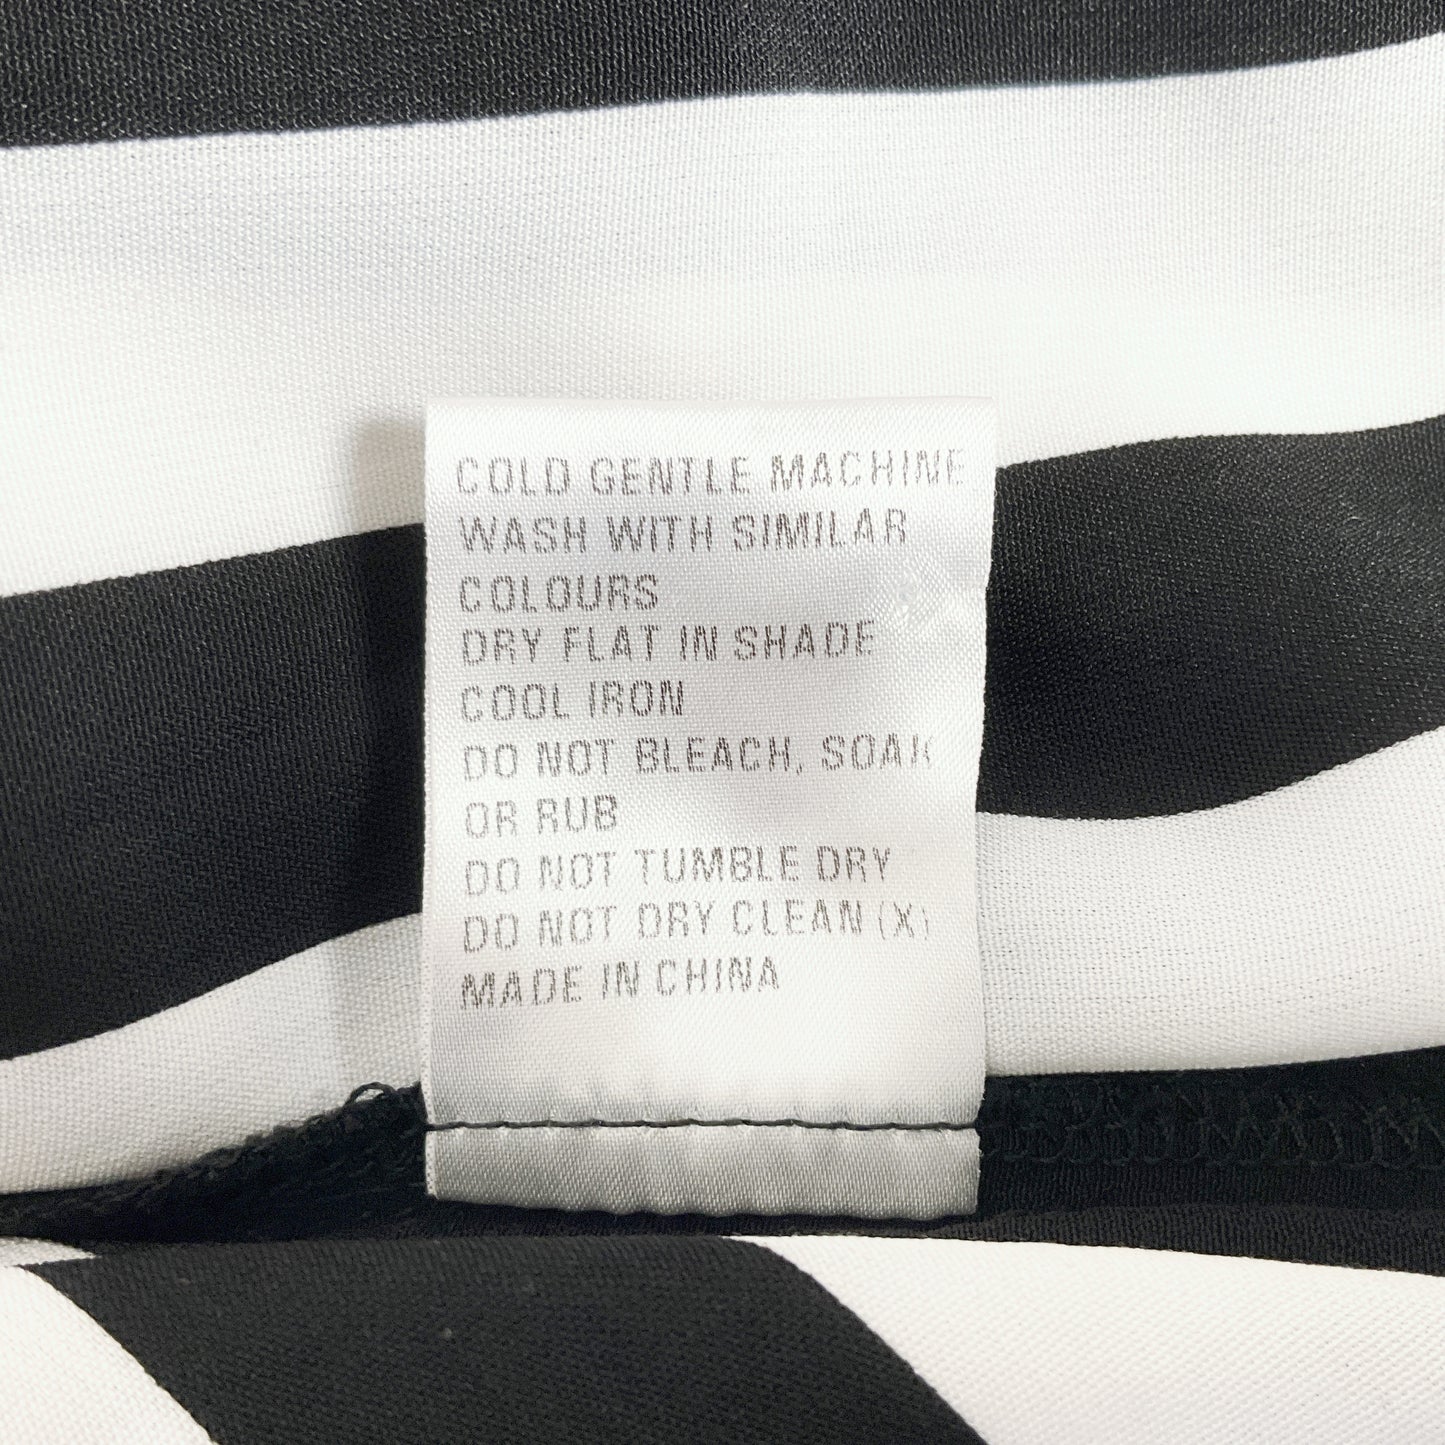 COLD GENTLE MACHINE
WASH WITH SIMILAR
COLOURS
DRY FLAT IN SHADE
COOL IRON
DO NOT BLEACH, SOAK
OR RUB
DO NOT TUMBLE DRY
DO NOT DRY CLEAN (X)
MADE IN CHINA